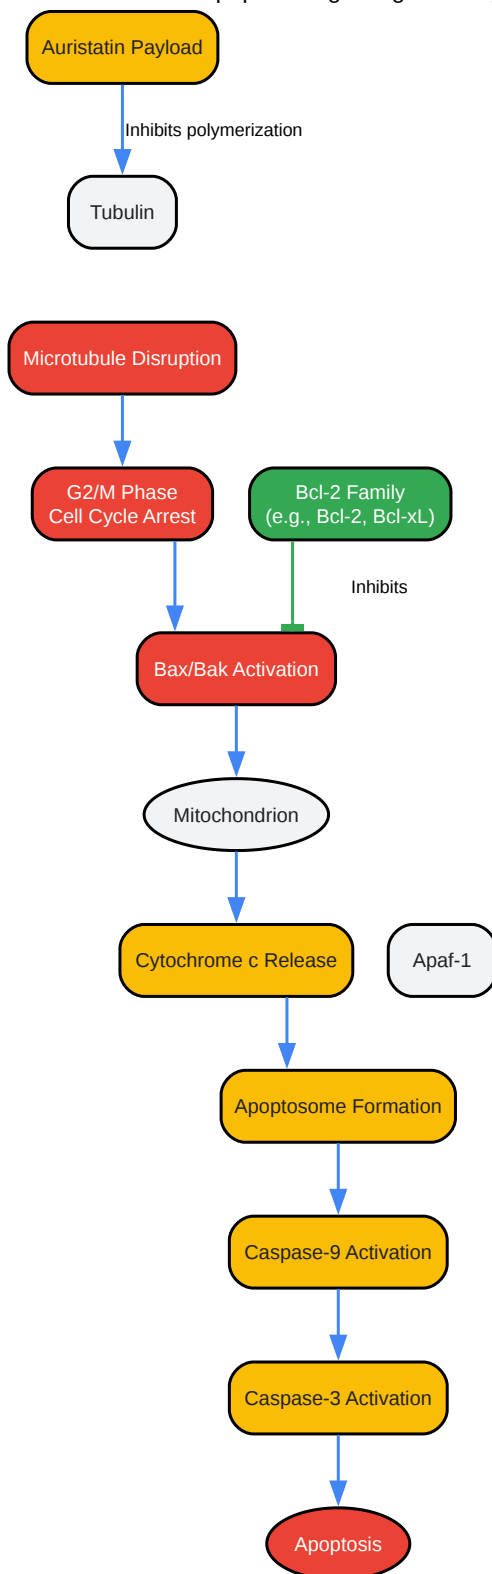 Auristatin Payload
Inhibits polymerization
Tubulin
Microtubule Disruption
G2/M Phase
Cell Cycle Arrest
Bcl-2 Family
(e.g., Bcl-2, Bcl-xL)
Inhibits
Bax/Bak Activation
Mitochondrion
Cytochrome c Release
Apaf-1
Apoptosome Formation
Caspase-9 Activation
Caspase-3 Activation
Apoptosis